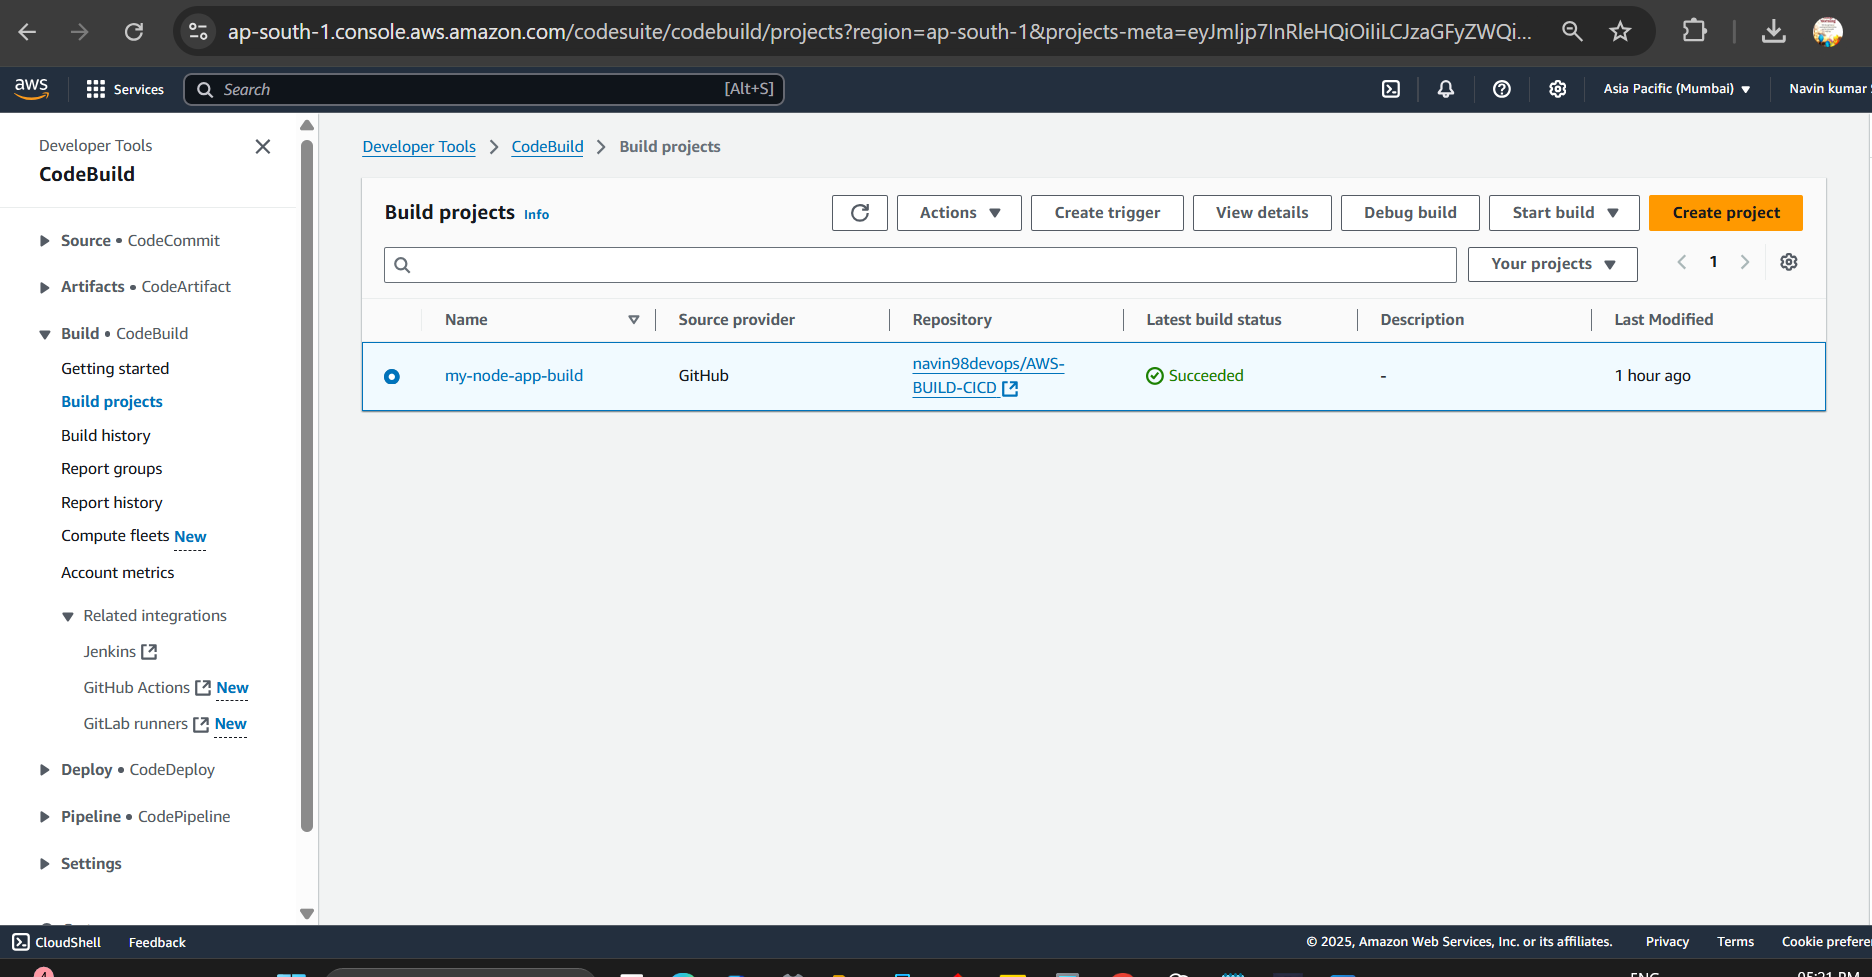 ap-south-1.console.aws.amazon.com/codesuite/codebuild/projects?region=ap-south-1&projects-meta=eyJmIjp7InRleHQiOiIiLCJzaGFyZWQi...
aws
Services
Search
[Alt+S]
Asia Pacific (Mumbai)
Navin kumar
Developer Tools
CodeBuild
Source • CodeCommit
Artifacts • CodeArtifact
Build • CodeBuild
Getting started
Build projects
Build history
Report groups
Report history
Compute fleets New
Account metrics
Related integrations
Jenkins
GitHub Actions New
GitLab runners New
Deploy • CodeDeploy
Pipeline • CodePipeline
Settings
Developer Tools > CodeBuild > Build projects
Build projects Info
Actions
Create trigger
View details
Debug build
Start build
Create project
Your projects
1
Name Source provider Repository Latest build status Description Last Modified
my-node-app-build GitHub navin98devops/AWS-
BUILD-CICD Succeeded - 1 hour ago
CloudShell Feedback
© 2025, Amazon Web Services, Inc. or its affiliates. Privacy Terms Cookie prefere
4
ENG
05:21 PM